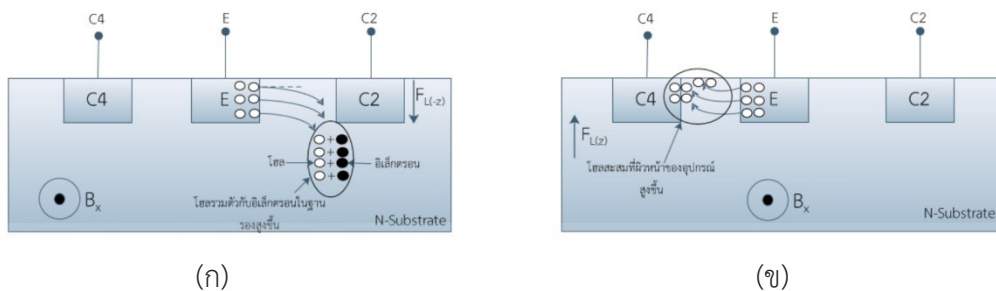 C4
E
C2
C4
E
C2
F L(-z)
โฮล
อิเล็กตรอน
โฮลรวมตัวกับอิเล็กตรอนในฐาน
รองสูงขึ้น
B x
N-Substrate
(ก)
C4
E
C2
C4
E
C2
F L(z)
โฮลสะสมที่ผิวหน้าของอุปกรณ์
สูงขึ้น
B x
N-Substrate
(ข)